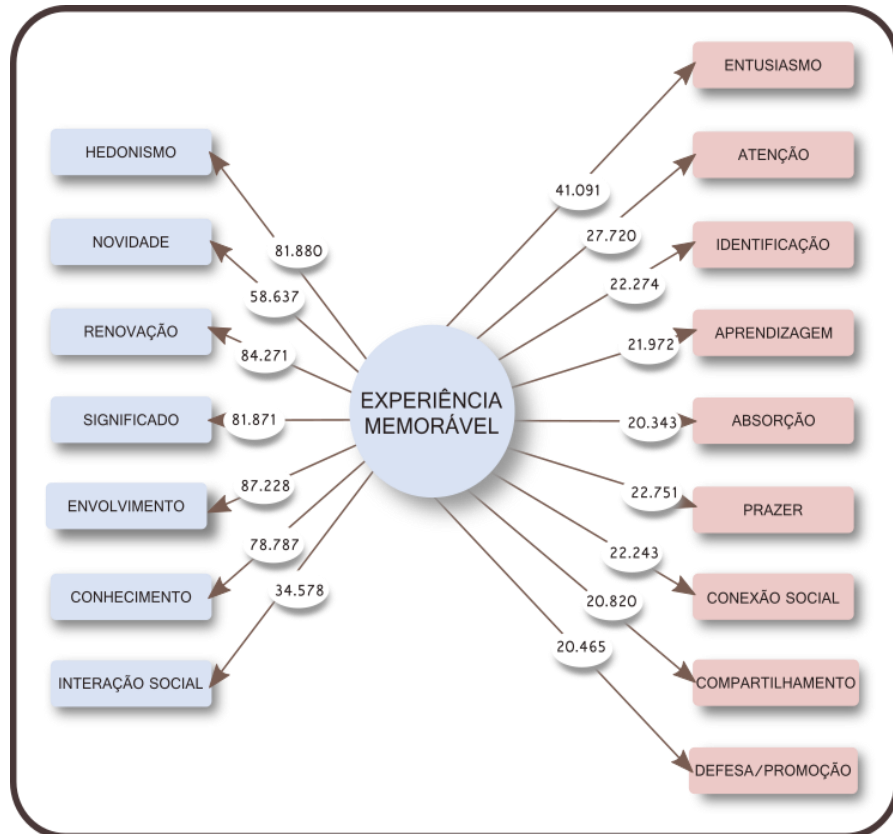 HEDONISMO
NOVIDADE
RENOVAÇÃO
SIGNIFICADO
ENVOLVIMENTO
CONHECIMENTO
INTERAÇÃO SOCIAL
81.880
58.637
84.271
81.871
87.228
78.787
34.578
EXPERIÊNCIA
MEMORÁVEL
41.091
27.720
22.274
21.972
20.343
22.751
22.243
20.820
20.465
ENTUSIASMO
ATENÇÃO
IDENTIFICAÇÃO
APRENDIZAGEM
ABSORÇÃO
PRAZER
CONEXÃO SOCIAL
COMPARTILHAMENTO
DEFESA/PROMOÇÃO